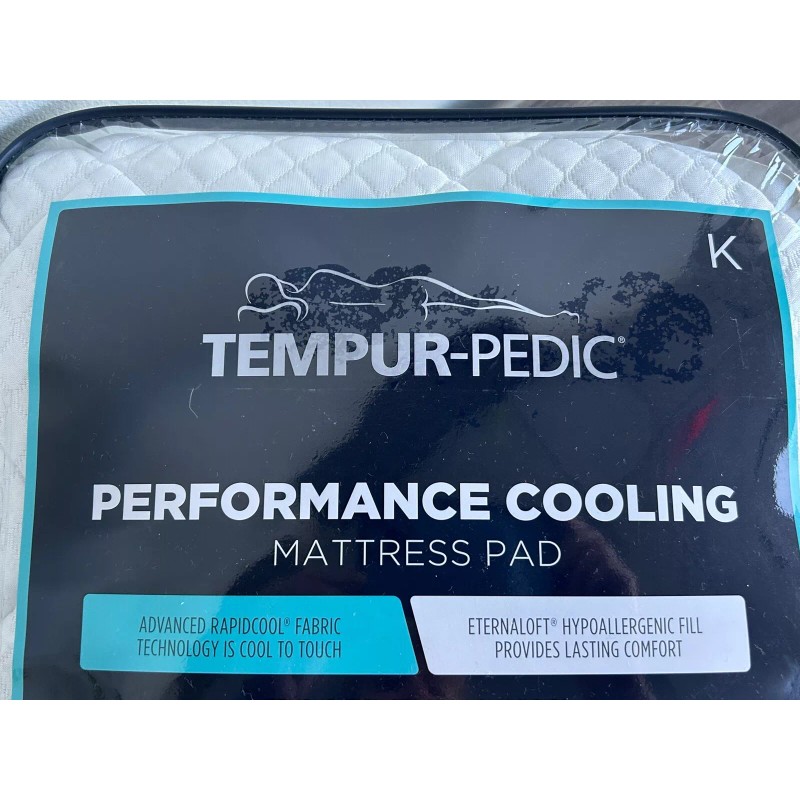 K
TEMPUR-PEDIC®
PERFORMANCE COOLING
MATTRESS PAD
ADVANCED RAPIDCOOL® FABRIC
TECHNOLOGY IS COOL TO TOUCH
ETERNALOFT® HYPOALLERGENIC FILL
PROVIDES LASTING COMFORT